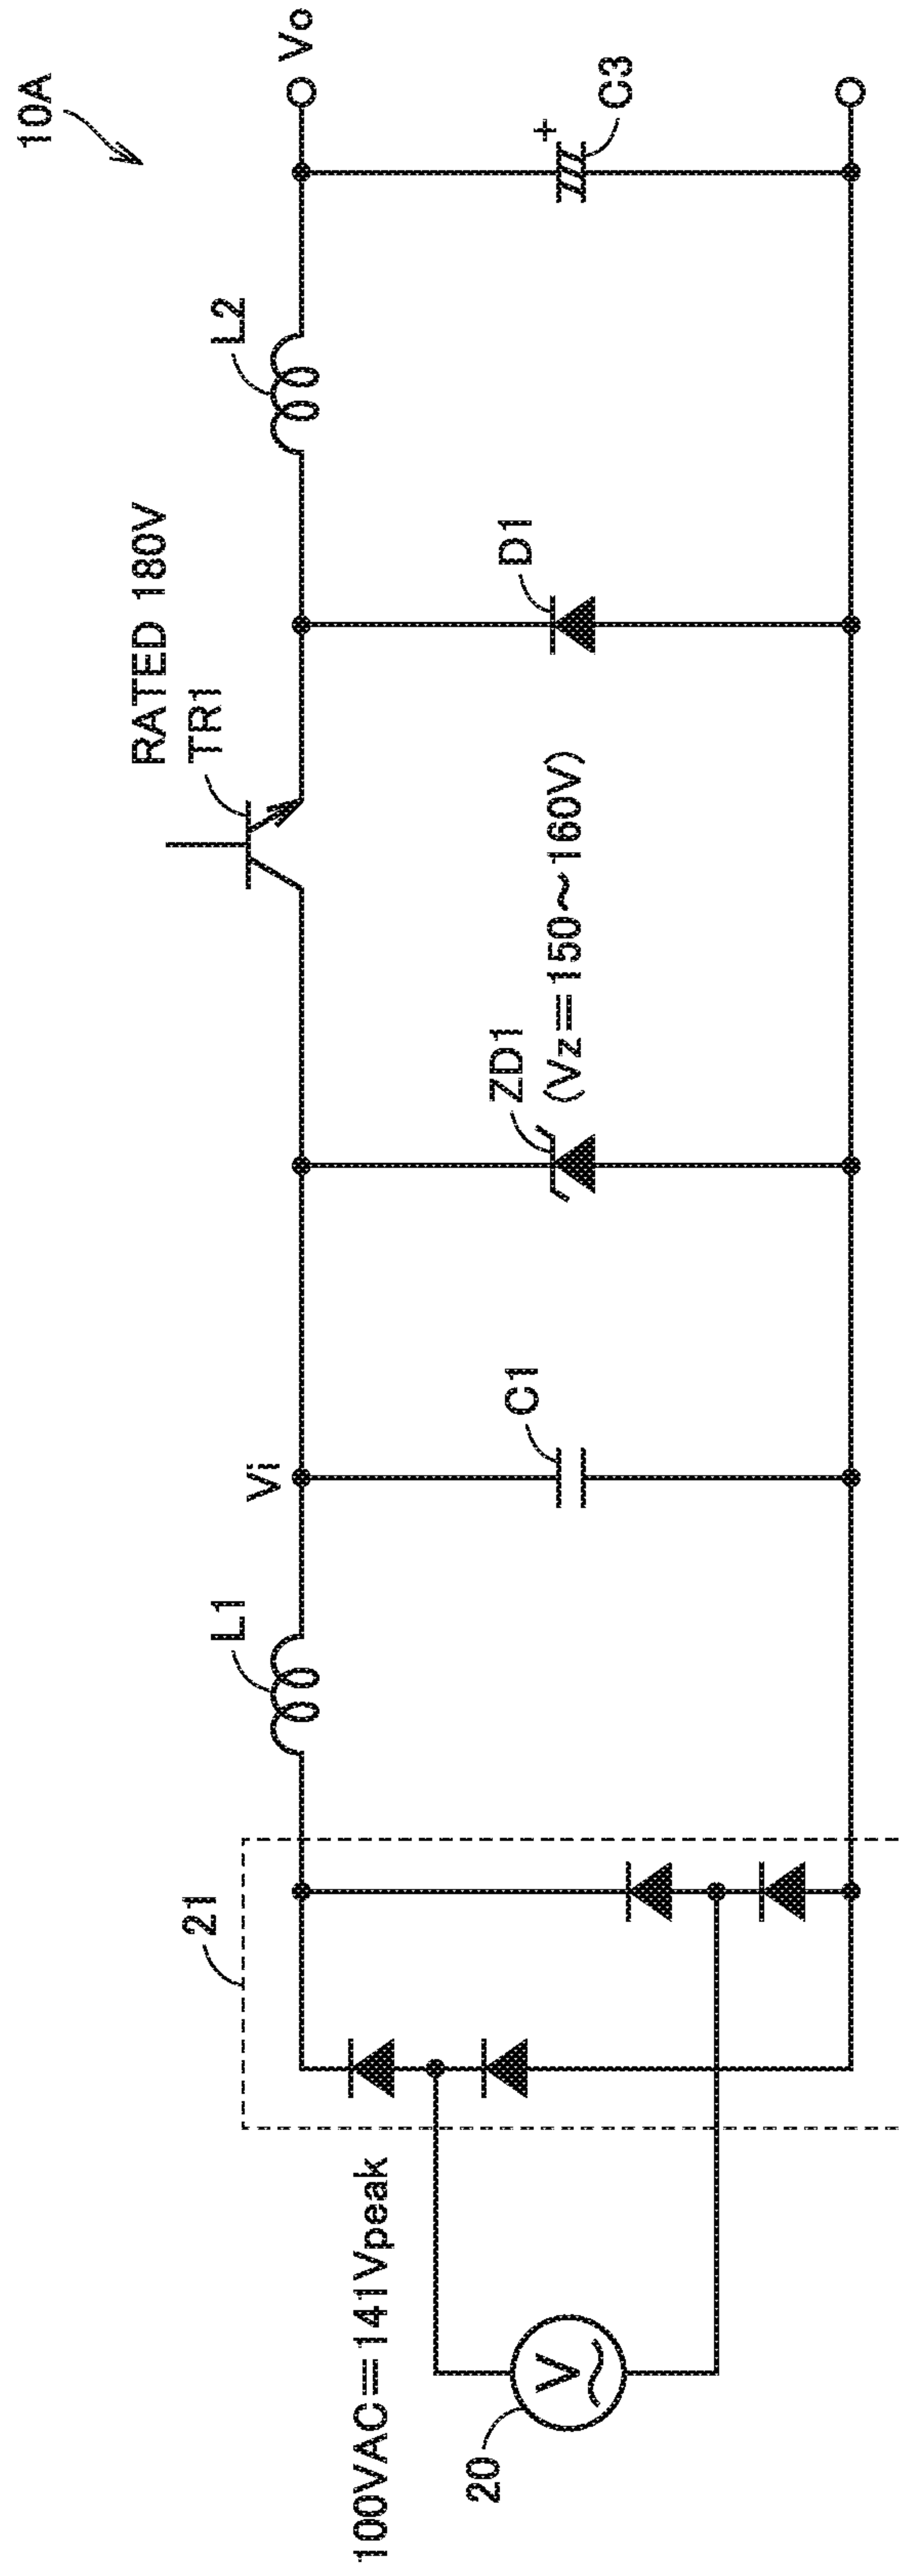 10A
RATED 180V
TR1
Vo
L2
L1
Vi
21
D1
C3
+
ZD1
(Vz=150~160V)
C1
100VAC=141Vpeak
20
V